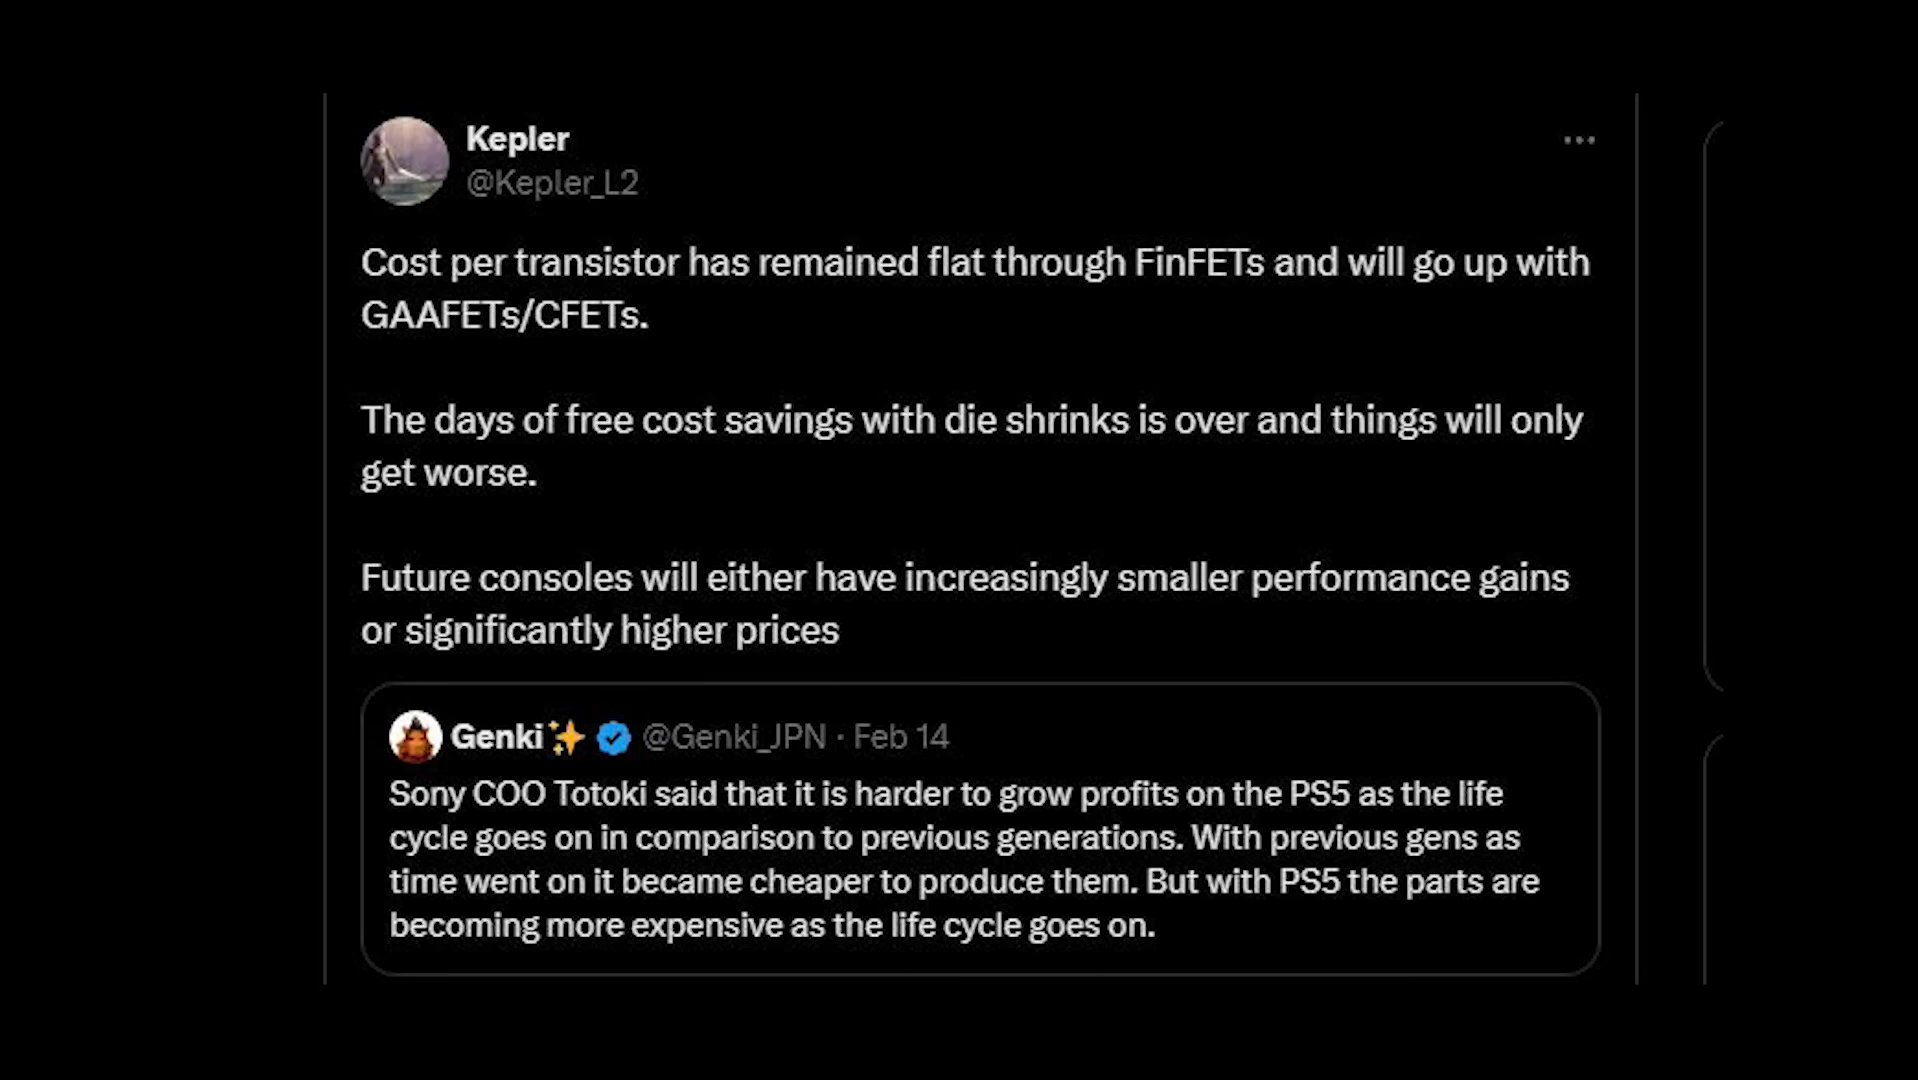 Kepler
@Kepler_L2
Cost per transistor has remained flat through FinFETs and will go up with
GAAFETs/CFETs.
The days of free cost savings with die shrinks is over and things will only
get worse.
Future consoles will either have increasingly smaller performance gains
or significantly higher prices
Genki✨ @Genki_JPN · Feb 14
Sony COO Totoki said that it is harder to grow profits on the PS5 as the life
cycle goes on in comparison to previous generations. With previous gens as
time went on it became cheaper to produce them. But with PS5 the parts are
becoming more expensive as the life cycle goes on.